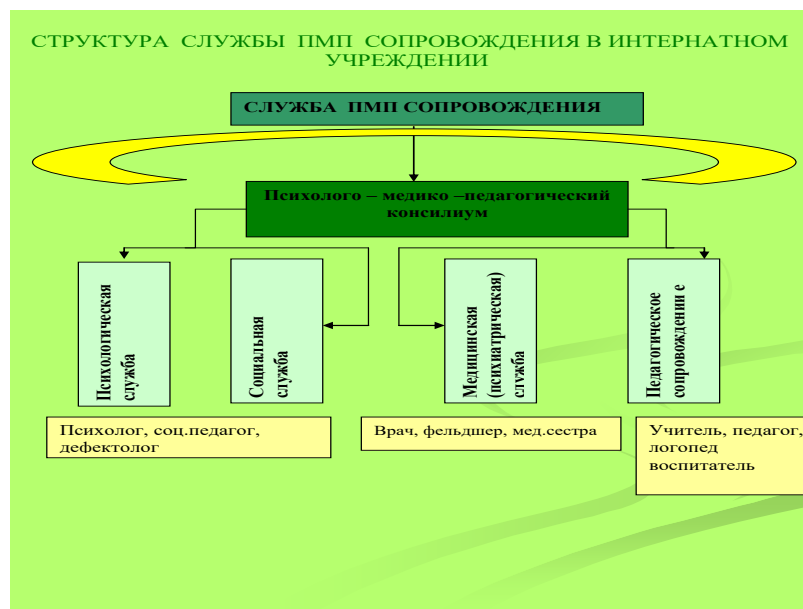 СТРУКТУРА СЛУЖБЫ ПМП СОПРОВОЖДЕНИЯ В ИНТЕРНАТНОМ
УЧРЕЖДЕНИИ
СЛУЖБА ПМП СОПРОВОЖДЕНИЯ
Психолого – медико –педагогический
консилиум
Психологическая
служба
Социальная
служба
Медицинская
(психиатрическая)
служба
Педагогическое
сопровождении е
Психолог, соц.педагог,
дефектолог
Врач, фельдшер, мед.сестра
Учитель, педагог,
логопед
воспитатель